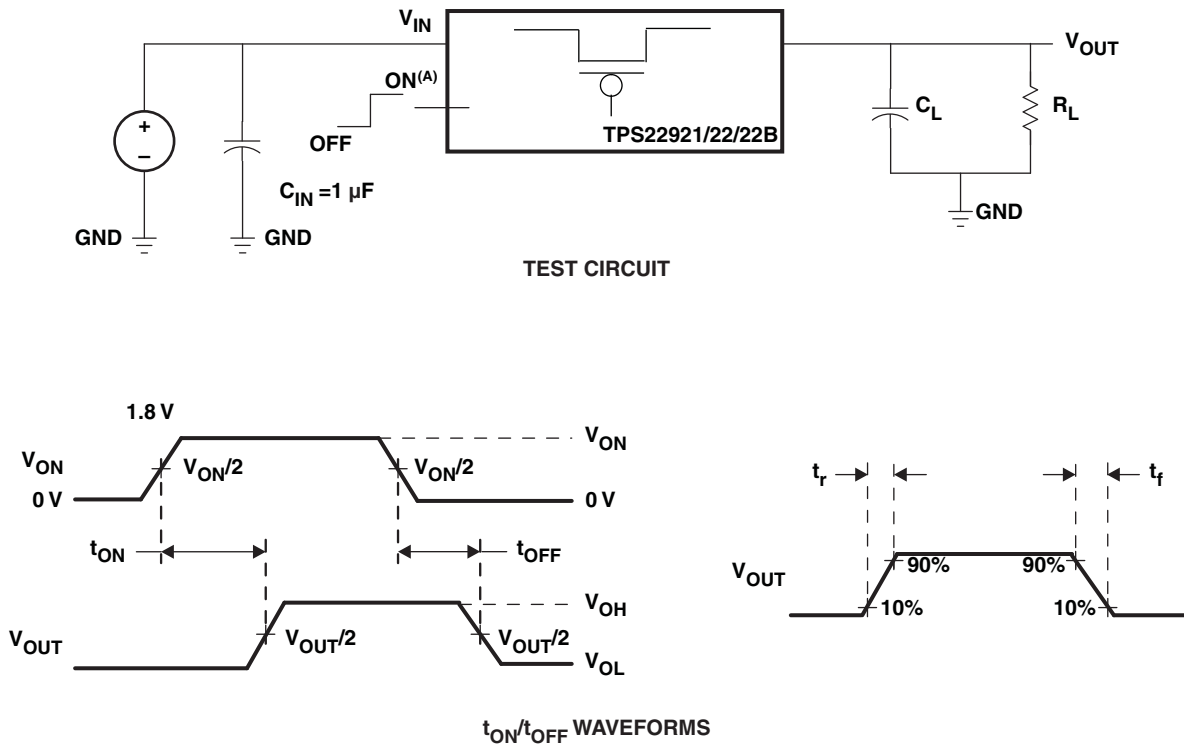 V_IN
V_OUT
ON(A)
OFF
+
–
TPS22921/22/22B
C_L
R_L
C_IN =1 µF
GND
GND
GND
TEST CIRCUIT
1.8 V
V_ON
V_ON
V_ON/2
V_ON/2
0 V
0 V
t_ON
t_OFF
V_OH
V_OUT
V_OUT/2
V_OUT/2
V_OL
t_r
t_f
V_OUT
90%
90%
10%
10%
t_ON/t_OFF WAVEFORMS